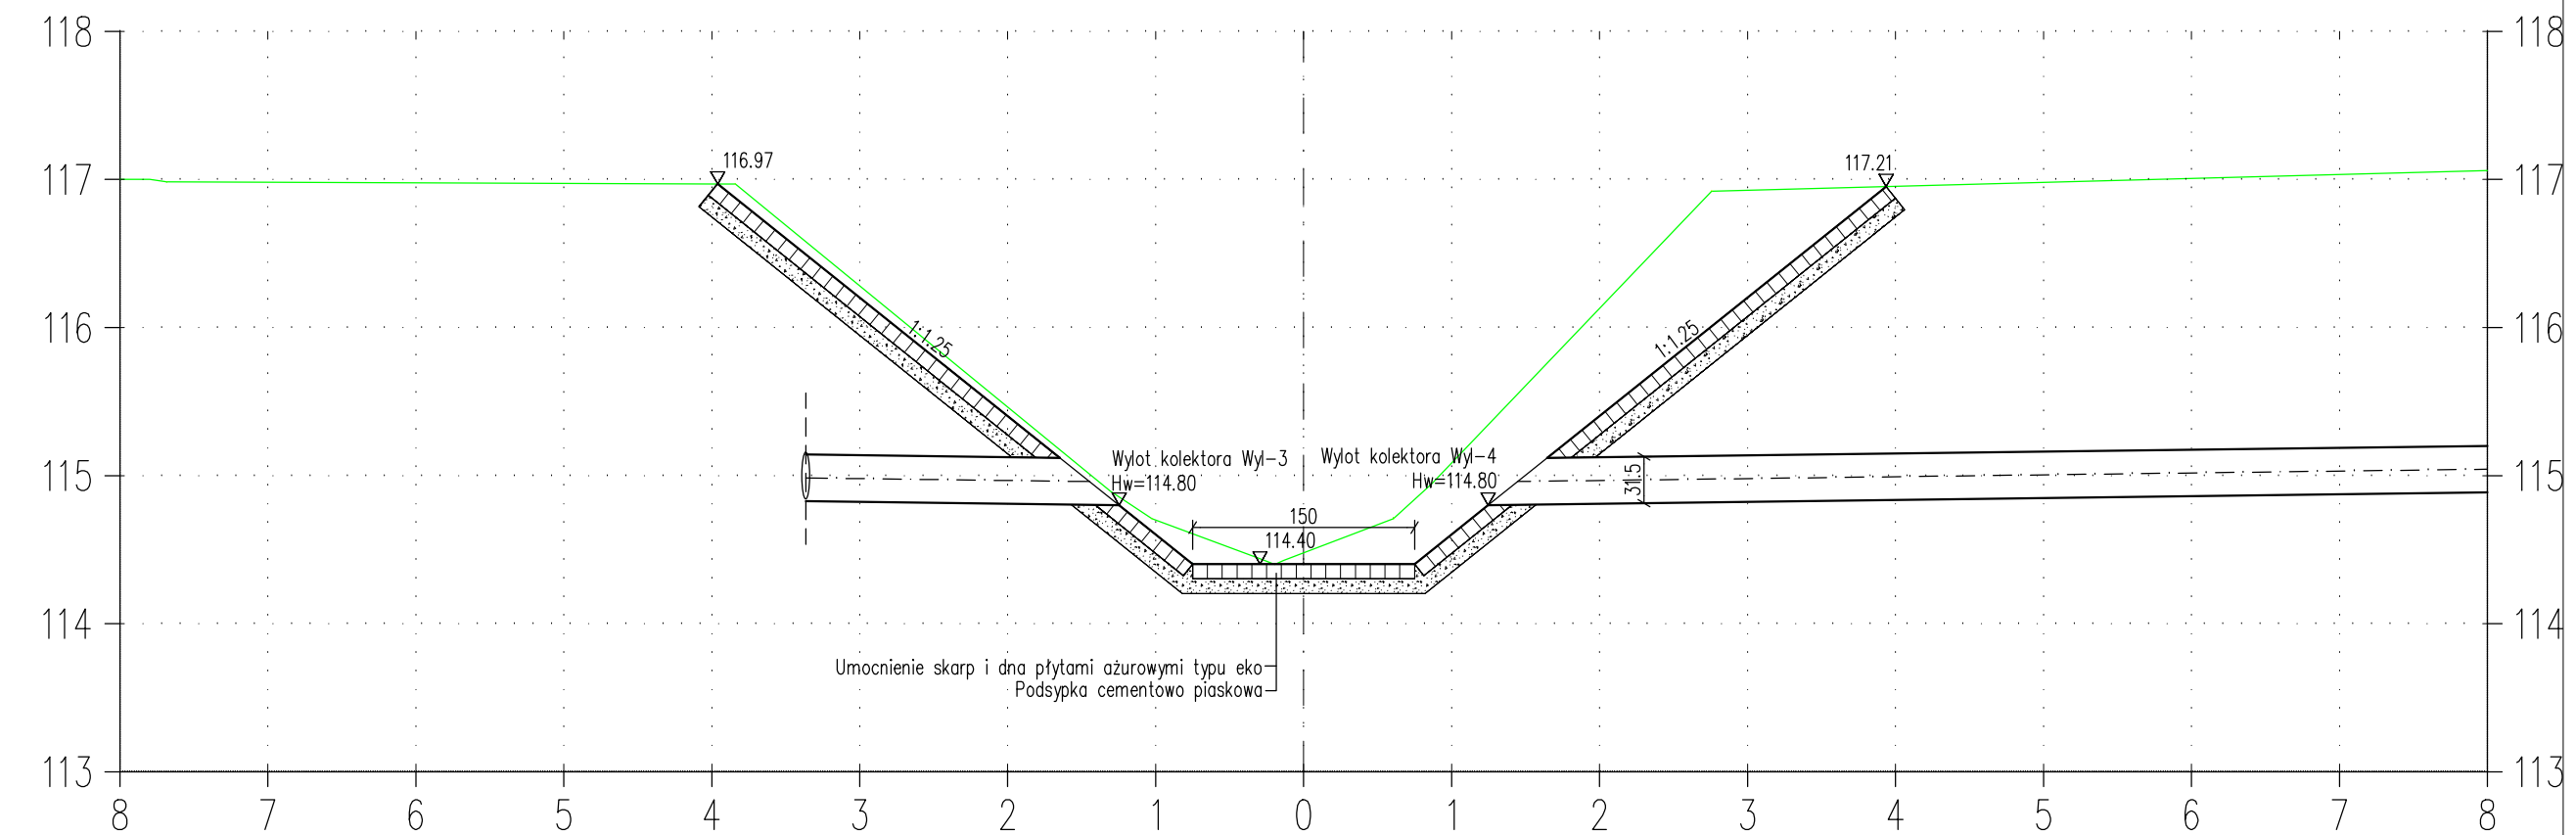 118 118
116.97 117.21
117 117
116 1:1.25 1:1.25 116
Wylot kolektora Wyl-3 Wylot kolektora Wyl-4
Hw=114.80 Hw=114.80 31.5
115 115
150
114.40
114 114
Umocnienie skarp i dna płytami ażurowymi typu eko
Podsypka cementowo piaskowa
113 113
8 7 6 5 4 3 2 1 0 1 2 3 4 5 6 7 8